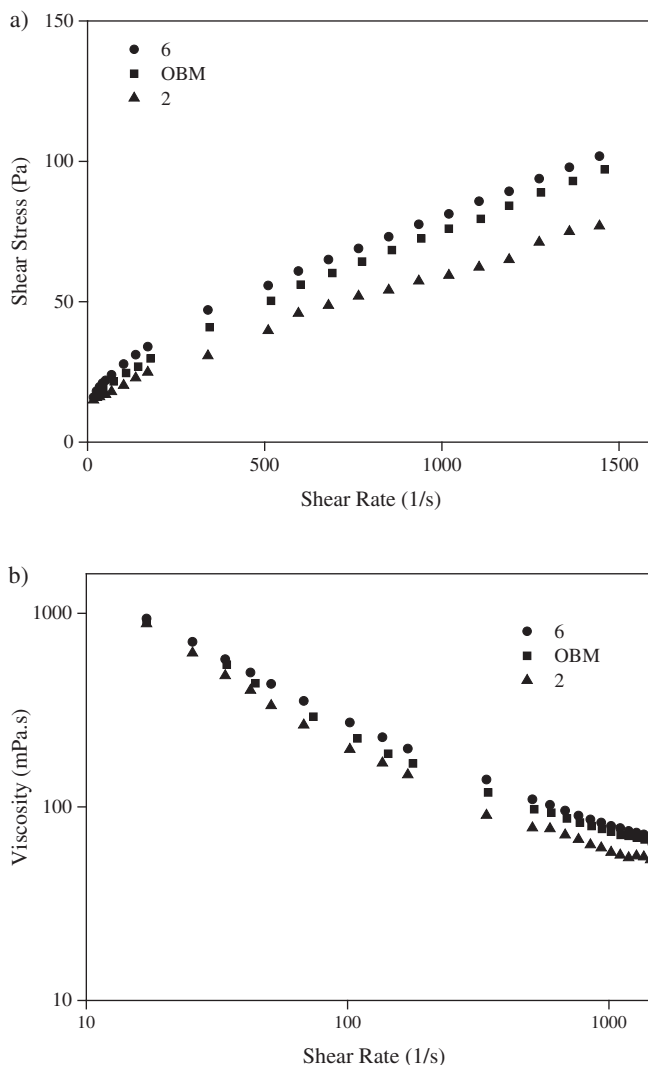 a)
150
6
OBM
2
100
Shear Stress (Pa)
50
0
0 500 1000 1500
Shear Rate (1/s)
b)
1000
6
OBM
2
Viscosity (mPa.s)
100
10
10 100 1000
Shear Rate (1/s)